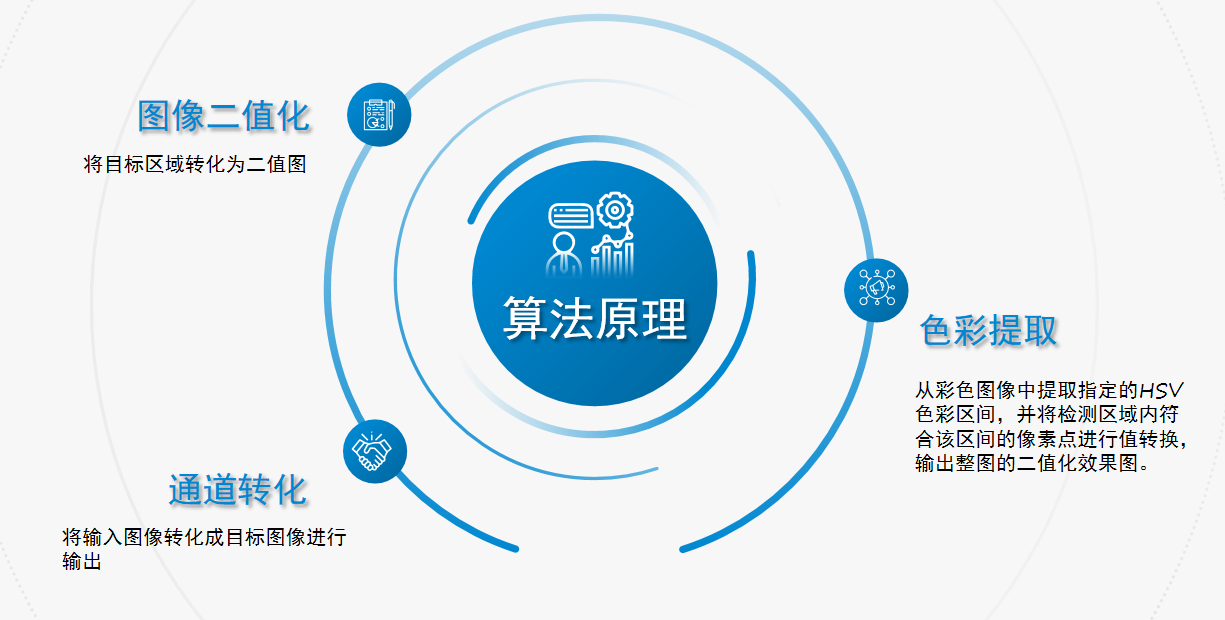 图像二值化
将目标区域转化为二值图
算法原理
色彩提取
从彩色图像中提取指定的HSV
色彩区间，并将检测区域内符
合该区间的像素点进行值转换，
输出整图的二值化效果图。
通道转化
将输入图像转化成目标图像进行
输出